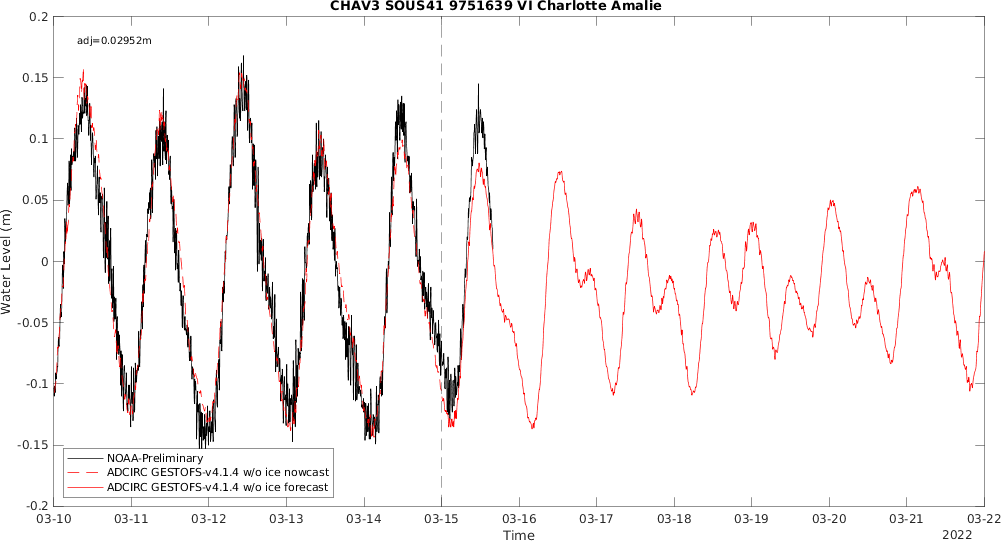 CHAV3 SOUS41 9751639 VI Charlotte Amalie
adj=0.02952m
0.2
0.15
0.1
0.05
0
-0.05
-0.1
-0.15
-0.2
Water Level (m)
NOAA-Preliminary
ADCIRC GESTOFS-v4.1.4 w/o ice nowcast
ADCIRC GESTOFS-v4.1.4 w/o ice forecast
03-10 03-11 03-12 03-13 03-14 03-15 03-16 03-17 03-18 03-19 03-20 03-21 03-22
Time
2022